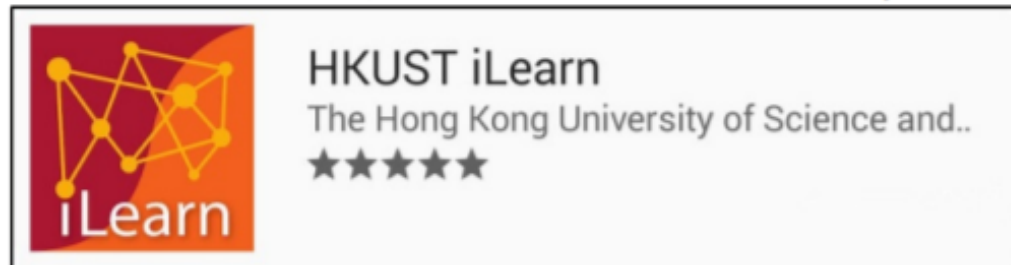 iLearn
HKUST iLearn
The Hong Kong University of Science and..